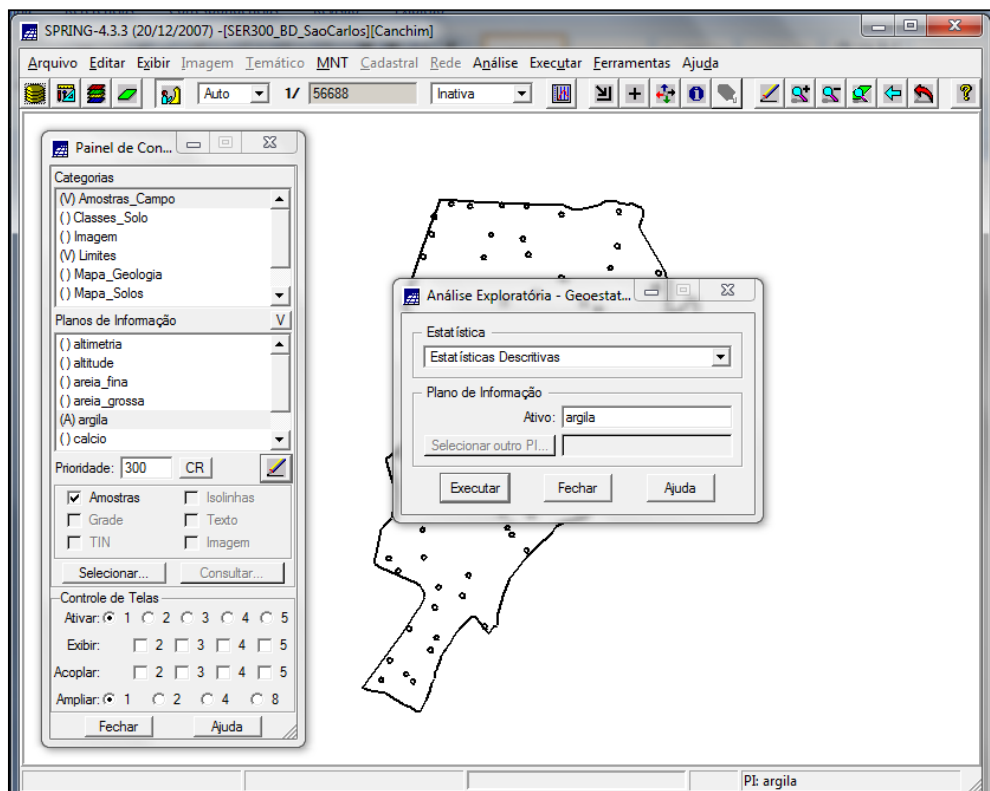 SPRING-4.3.3 (20/12/2007) -[SER300_BD_SaoCarlos][Canchim]
Arquivo Editar Exibir Imagem Temático MNT Cadastral Rede Análise Executar Ferramentas Ajuda
Auto 1/ 56688 Inativa
Painel de Con...
Categorias
(V) Amostras_Campo
( ) Classes_Solo
( ) Imagem
(V) Limites
( ) Mapa_Geologia
( ) Mapa_Solos
Planos de Informação V
( ) altimetria
( ) altitude
( ) areia_fina
( ) areia_grossa
(A) argila
( ) calcio
Prioridade: 300 CR
Amostras Isolinhas
Grade Texto
TIN Imagem
Selecionar... Consultar...
Controle de Telas
Ativar: 1 2 3 4 5
Exibir: 2 3 4 5
Acoplar: 2 3 4 5
Ampliar: 1 2 4 8
Fechar Ajuda
Análise Exploratória - Geoestat...
Estatística
Estatísticas Descritivas
Plano de Informação
Ativo: argila
Selecionar outro PI...
Executar Fechar Ajuda
PI: argila